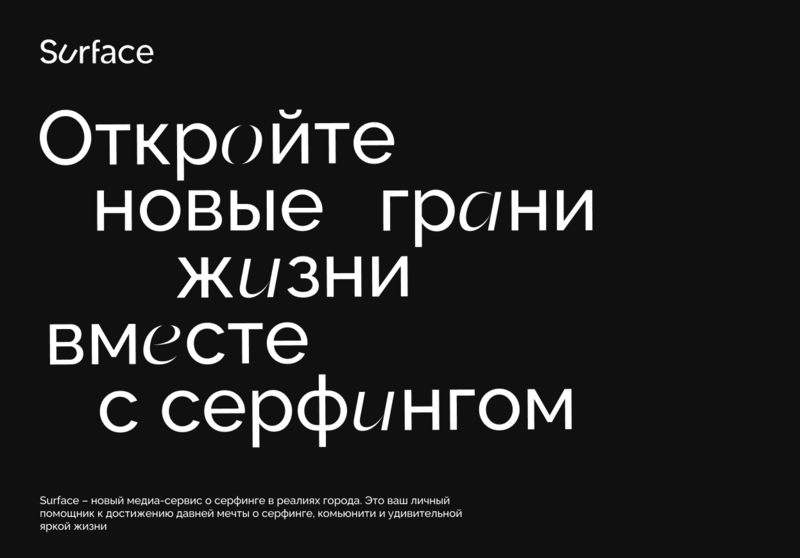 Surface
Откройте
новые грани
жизни
вместе
с серфингом
Surface – новый медиа-сервис о серфинге в реалиях города. Это ваш личный
помощник к достижению давней мечты о серфинге, комьюнити и удивительной
яркой жизни